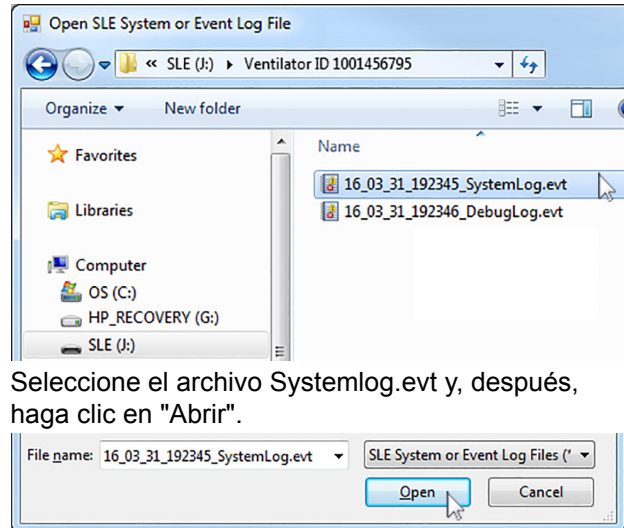 Open SLE System or Event Log File
« SLE (J:) ▸ Ventilator ID 1001456795
Organize ▾ New folder
Favorites
Libraries
Computer
OS (C:)
HP_RECOVERY (G:)
SLE (J:)
Name
16_03_31_192345_SystemLog.evt
16_03_31_192346_DebugLog.evt
Seleccione el archivo Systemlog.evt y, después,
haga clic en "Abrir".
File name: 16_03_31_192345_SystemLog.evt SLE System or Event Log Files (*
Open Cancel